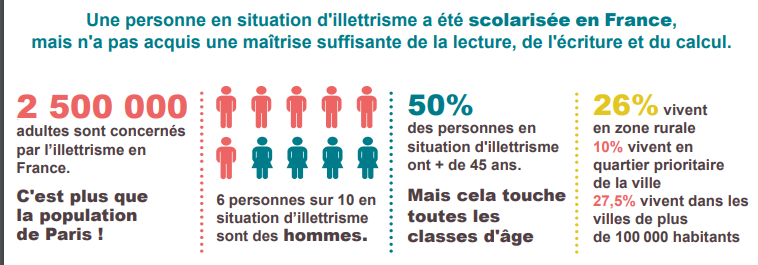 Une personne en situation d'illettrisme a été scolarisée en France,
mais n'a pas acquis une maîtrise suffisante de la lecture, de l'écriture et du calcul.
2 500 000
adultes sont concernés
par l'illettrisme en
France.
C'est plus que
la population
de Paris !
6 personnes sur 10 en
situation d'illettrisme
sont des hommes.
50%
des personnes en
situation d'illettrisme
ont + de 45 ans.
Mais cela touche
toutes les
classes d'âge
26% vivent
en zone rurale
10% vivent en
quartier prioritaire
de la ville
27,5% vivent dans les
villes de plus
de 100 000 habitants